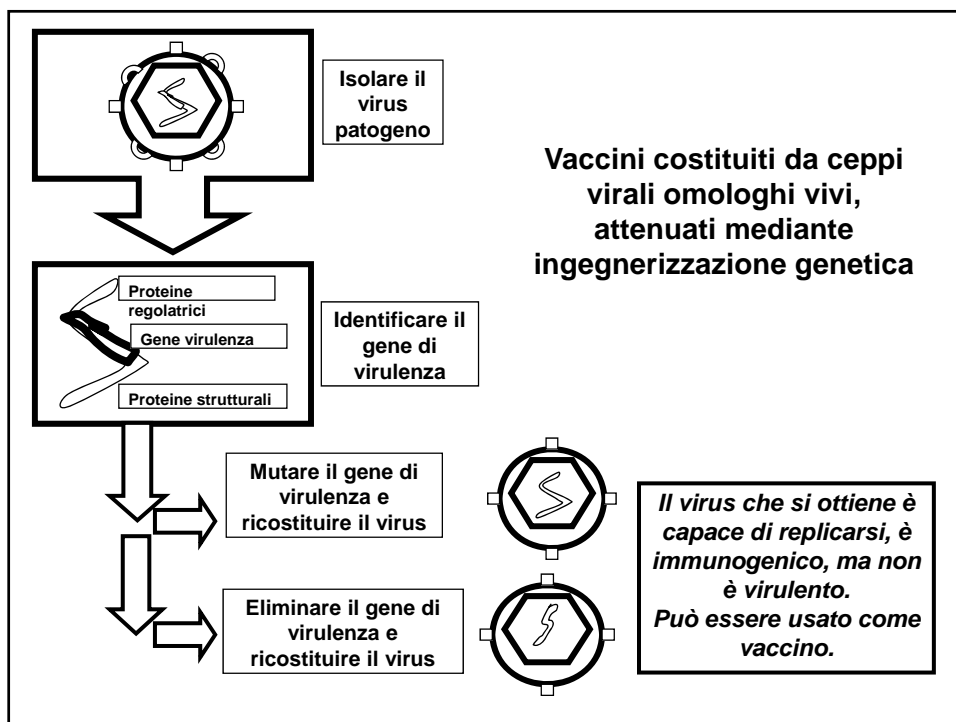 Isolare il
virus
patogeno
Vaccini costituiti da ceppi
virali omologhi vivi,
attenuati mediante
ingegnerizzazione genetica
Proteine
regolatrici
Gene virulenza
Proteine strutturali
Identificare il
gene di
virulenza
Mutare il gene di
virulenza e
ricostituire il virus
Eliminare il gene di
virulenza e
ricostituire il virus
Il virus che si ottiene è
capace di replicarsi, è
immunogenico, ma non
è virulento.
Può essere usato come
vaccino.